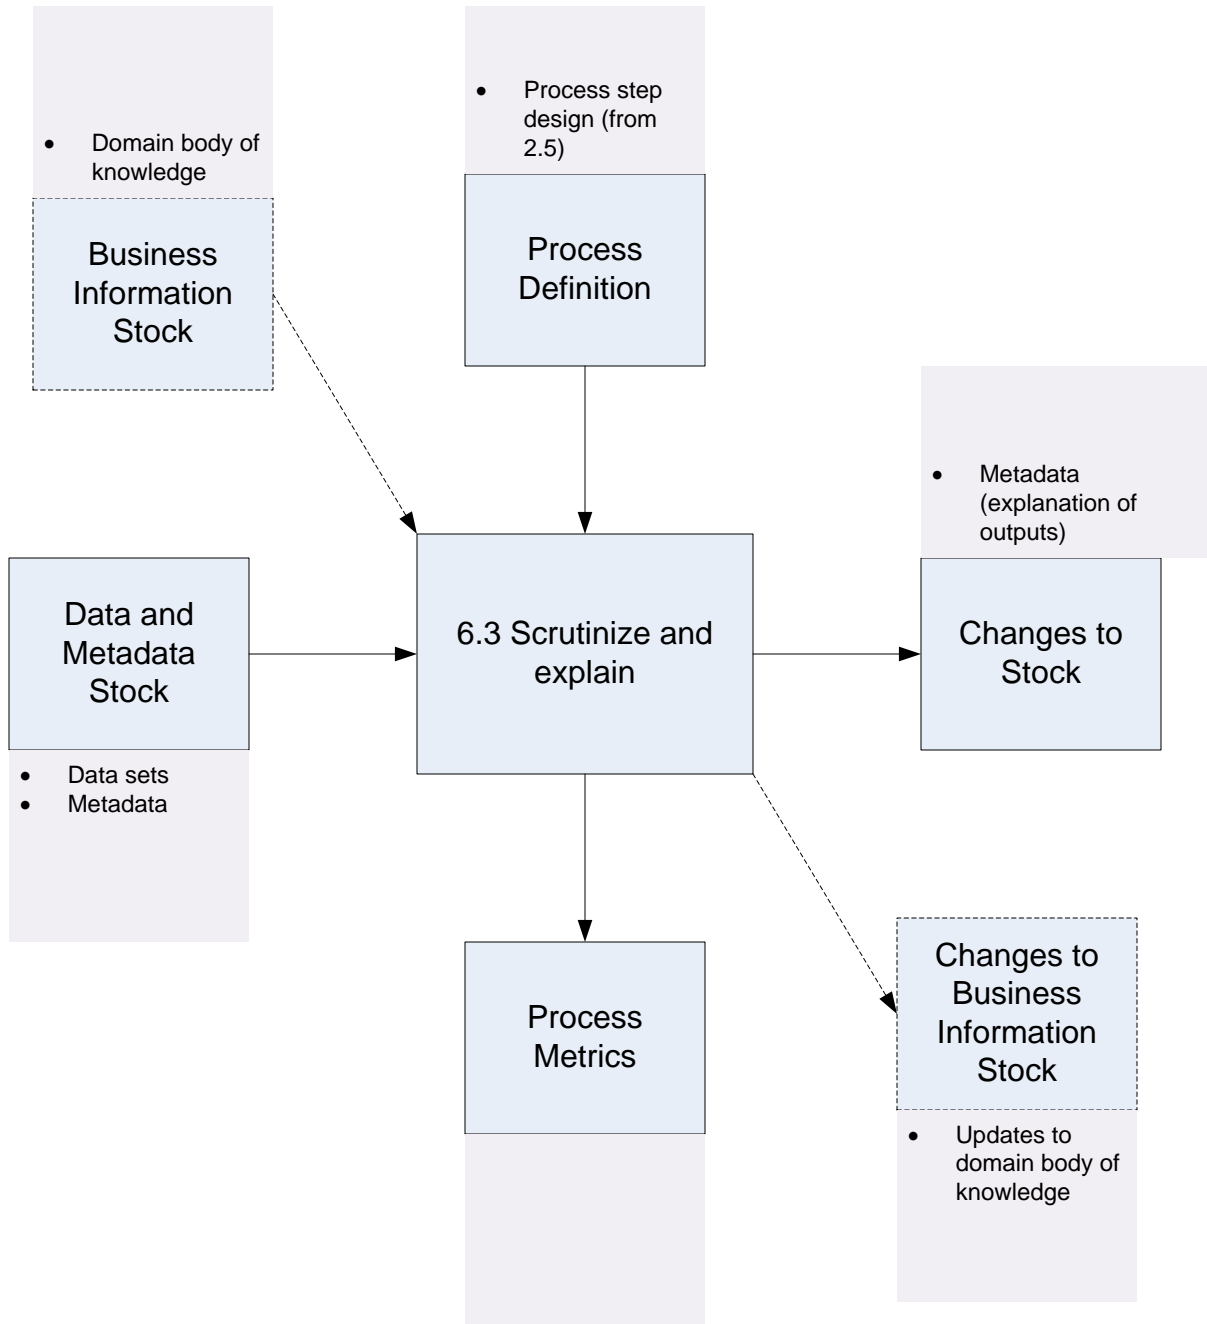 • Domain body of
knowledge
Business
Information
Stock
• Process step
design (from
2.5)
Process
Definition
• Metadata
(explanation of
outputs)
Changes to
Stock
Data and
Metadata
Stock
• Data sets
• Metadata
6.3 Scrutinize and
explain
Process
Metrics
Changes to
Business
Information
Stock
• Updates to
domain body of
knowledge